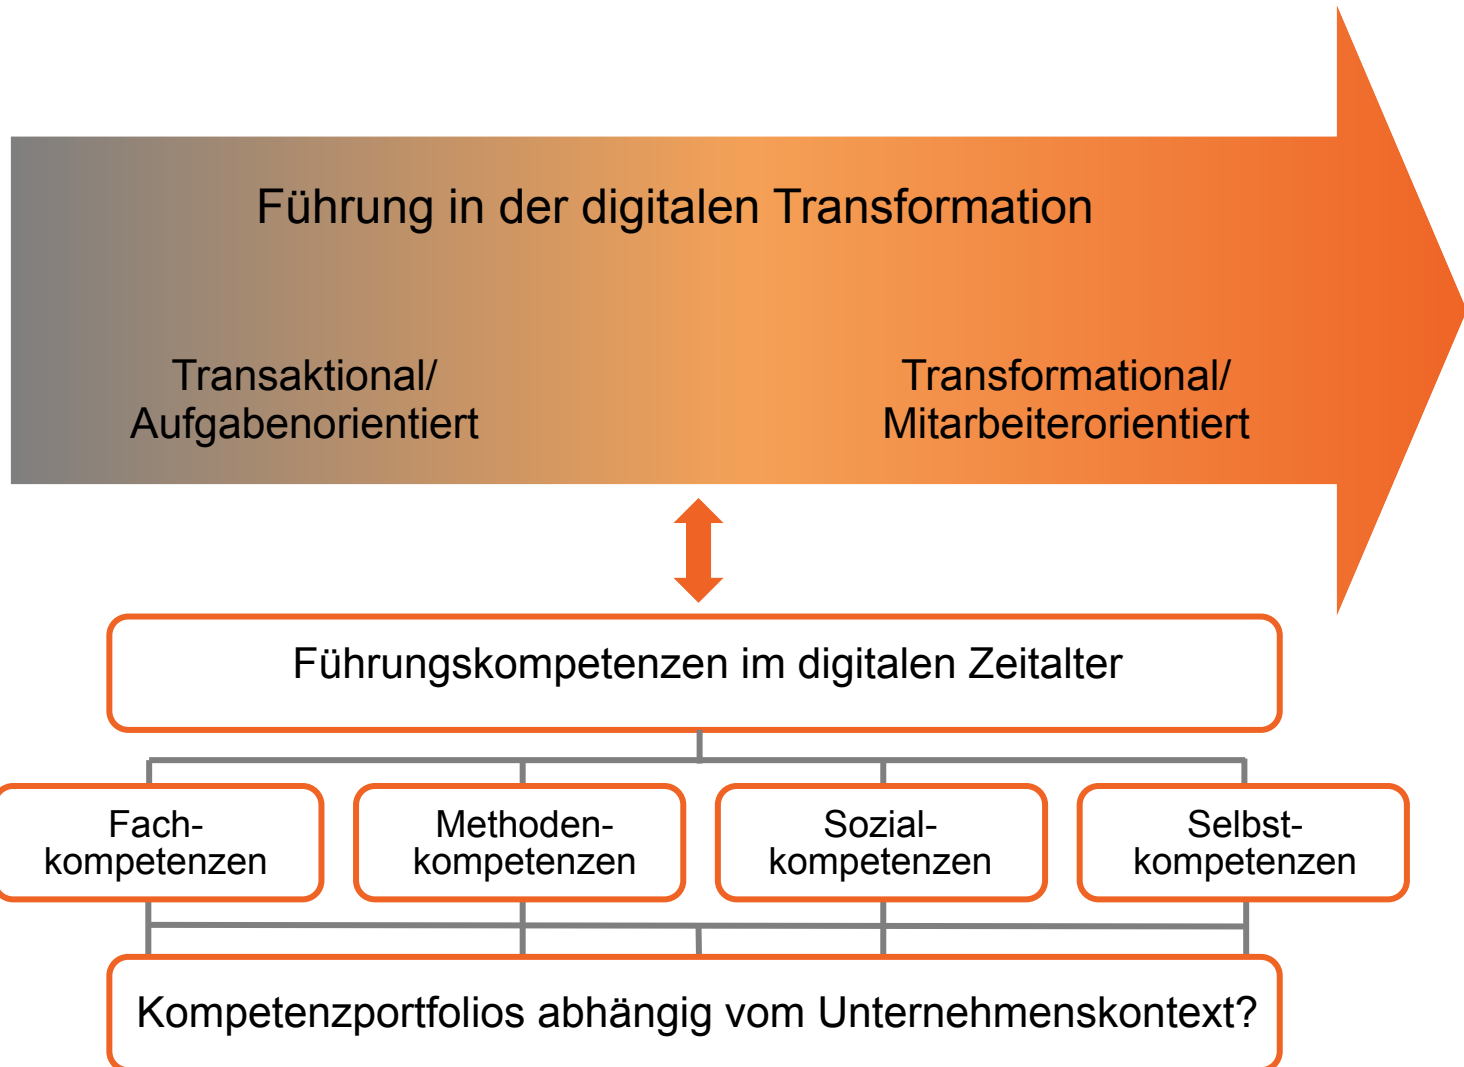 Führung in der digitalen Transformation
Transaktional/
Aufgabenorientiert
Transformational/
Mitarbeiterorientiert
Führungskompetenzen im digitalen Zeitalter
Fach-
kompetenzen
Methoden-
kompetenzen
Sozial-
kompetenzen
Selbst-
kompetenzen
Kompetenzportfolios abhängig vom Unternehmenskontext?